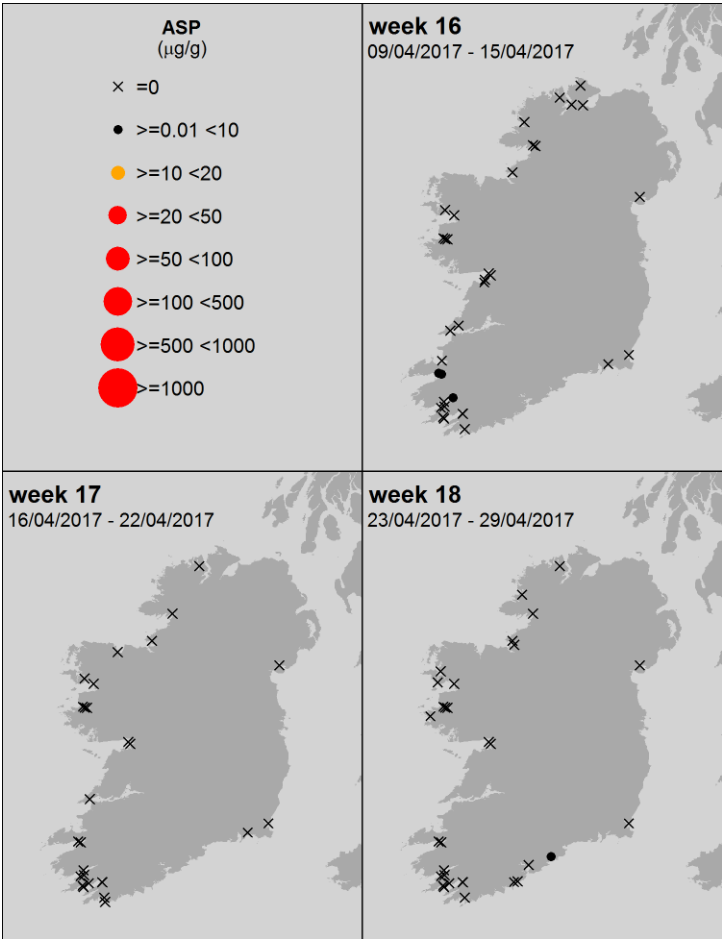 ASP
(µg/g)
=0
>=0.01 <10
>=10 <20
>=20 <50
>=50 <100
>=100 <500
>=500 <1000
>=1000
week 16
09/04/2017 - 15/04/2017
week 17
16/04/2017 - 22/04/2017
week 18
23/04/2017 - 29/04/2017